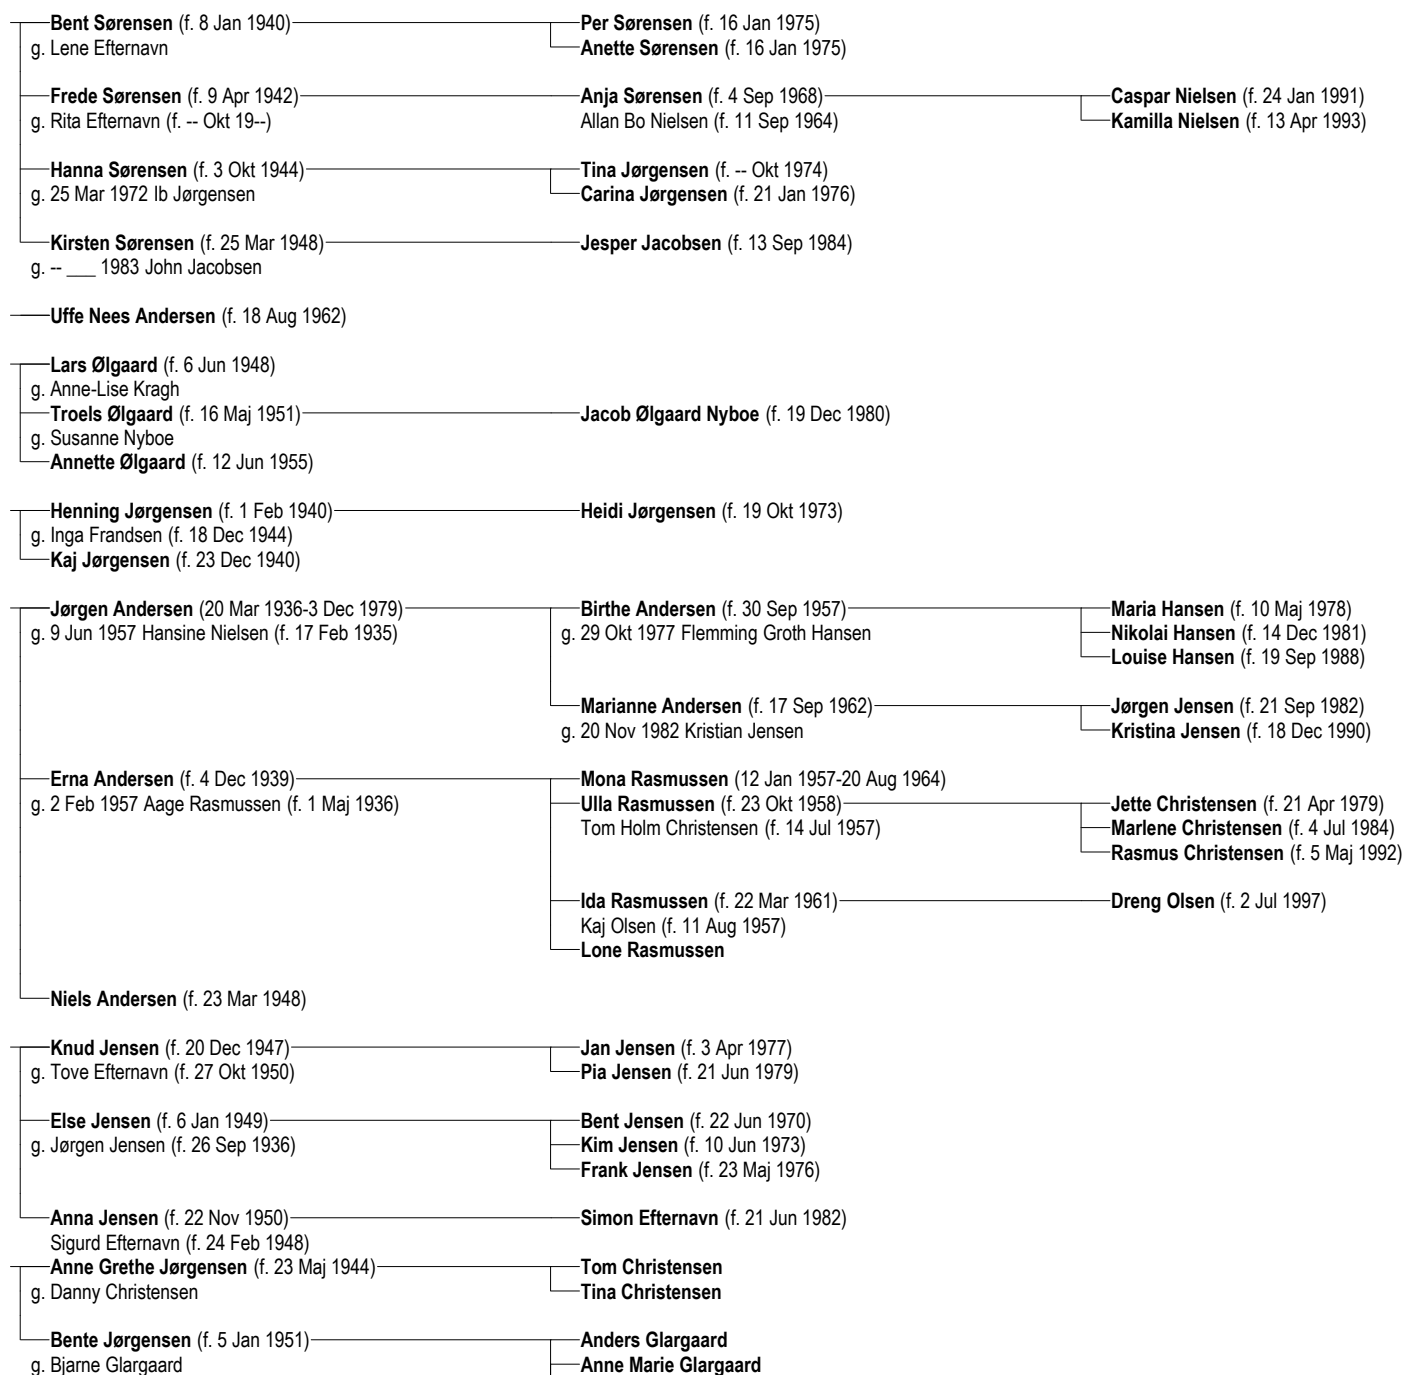 Bent Sørensen (f. 8 Jan 1940) Per Sørensen (f. 16 Jan 1975)
g. Lene Efternavn Anette Sørensen (f. 16 Jan 1975)
Frede Sørensen (f. 9 Apr 1942) Anja Sørensen (f. 4 Sep 1968) Caspar Nielsen (f. 24 Jan 1991)
g. Rita Efternavn (f. -- Okt 19--) Allan Bo Nielsen (f. 11 Sep 1964) Kamilla Nielsen (f. 13 Apr 1993)
Hanna Sørensen (f. 3 Okt 1944) Tina Jørgensen (f. -- Okt 1974)
g. 25 Mar 1972 Ib Jørgensen Carina Jørgensen (f. 21 Jan 1976)
Kirsten Sørensen (f. 25 Mar 1948) Jesper Jacobsen (f. 13 Sep 1984)
g. -- ___ 1983 John Jacobsen
Uffe Nees Andersen (f. 18 Aug 1962)
Lars Ølgaard (f. 6 Jun 1948)
g. Anne-Lise Kragh
Troels Ølgaard (f. 16 Maj 1951) Jacob Ølgaard Nyboe (f. 19 Dec 1980)
g. Susanne Nyboe
Annette Ølgaard (f. 12 Jun 1955)
Henning Jørgensen (f. 1 Feb 1940) Heidi Jørgensen (f. 19 Okt 1973)
g. Inga Frandsen (f. 18 Dec 1944)
Kaj Jørgensen (f. 23 Dec 1940)
Jørgen Andersen (20 Mar 1936-3 Dec 1979) Birthe Andersen (f. 30 Sep 1957) Maria Hansen (f. 10 Maj 1978)
g. 9 Jun 1957 Hansine Nielsen (f. 17 Feb 1935) g. 29 Okt 1977 Flemming Groth Hansen Nikolai Hansen (f. 14 Dec 1981)
Louise Hansen (f. 19 Sep 1988)
Marianne Andersen (f. 17 Sep 1962) Jørgen Jensen (f. 21 Sep 1982)
g. 20 Nov 1982 Kristian Jensen Kristina Jensen (f. 18 Dec 1990)
Erna Andersen (f. 4 Dec 1939) Mona Rasmussen (12 Jan 1957-20 Aug 1964)
g. 2 Feb 1957 Aage Rasmussen (f. 1 Maj 1936) Ulla Rasmussen (f. 23 Okt 1958) Jette Christensen (f. 21 Apr 1979)
Tom Holm Christensen (f. 14 Jul 1957) Marlene Christensen (f. 4 Jul 1984)
Rasmus Christensen (f. 5 Maj 1992)
Ida Rasmussen (f. 22 Mar 1961) Dreng Olsen (f. 2 Jul 1997)
Kaj Olsen (f. 11 Aug 1957)
Lone Rasmussen
Niels Andersen (f. 23 Mar 1948)
Knud Jensen (f. 20 Dec 1947) Jan Jensen (f. 3 Apr 1977)
g. Tove Efternavn (f. 27 Okt 1950) Pia Jensen (f. 21 Jun 1979)
Else Jensen (f. 6 Jan 1949) Bent Jensen (f. 22 Jun 1970)
g. Jørgen Jensen (f. 26 Sep 1936) Kim Jensen (f. 10 Jun 1973)
Frank Jensen (f. 23 Maj 1976)
Anna Jensen (f. 22 Nov 1950) Simon Efternavn (f. 21 Jun 1982)
Sigurd Efternavn (f. 24 Feb 1948)
Anne Grethe Jørgensen (f. 23 Maj 1944) Tom Christensen
g. Danny Christensen Tina Christensen
Bente Jørgensen (f. 5 Jan 1951) Anders Glargaard
g. Bjarne Glargaard Anne Marie Glargaard